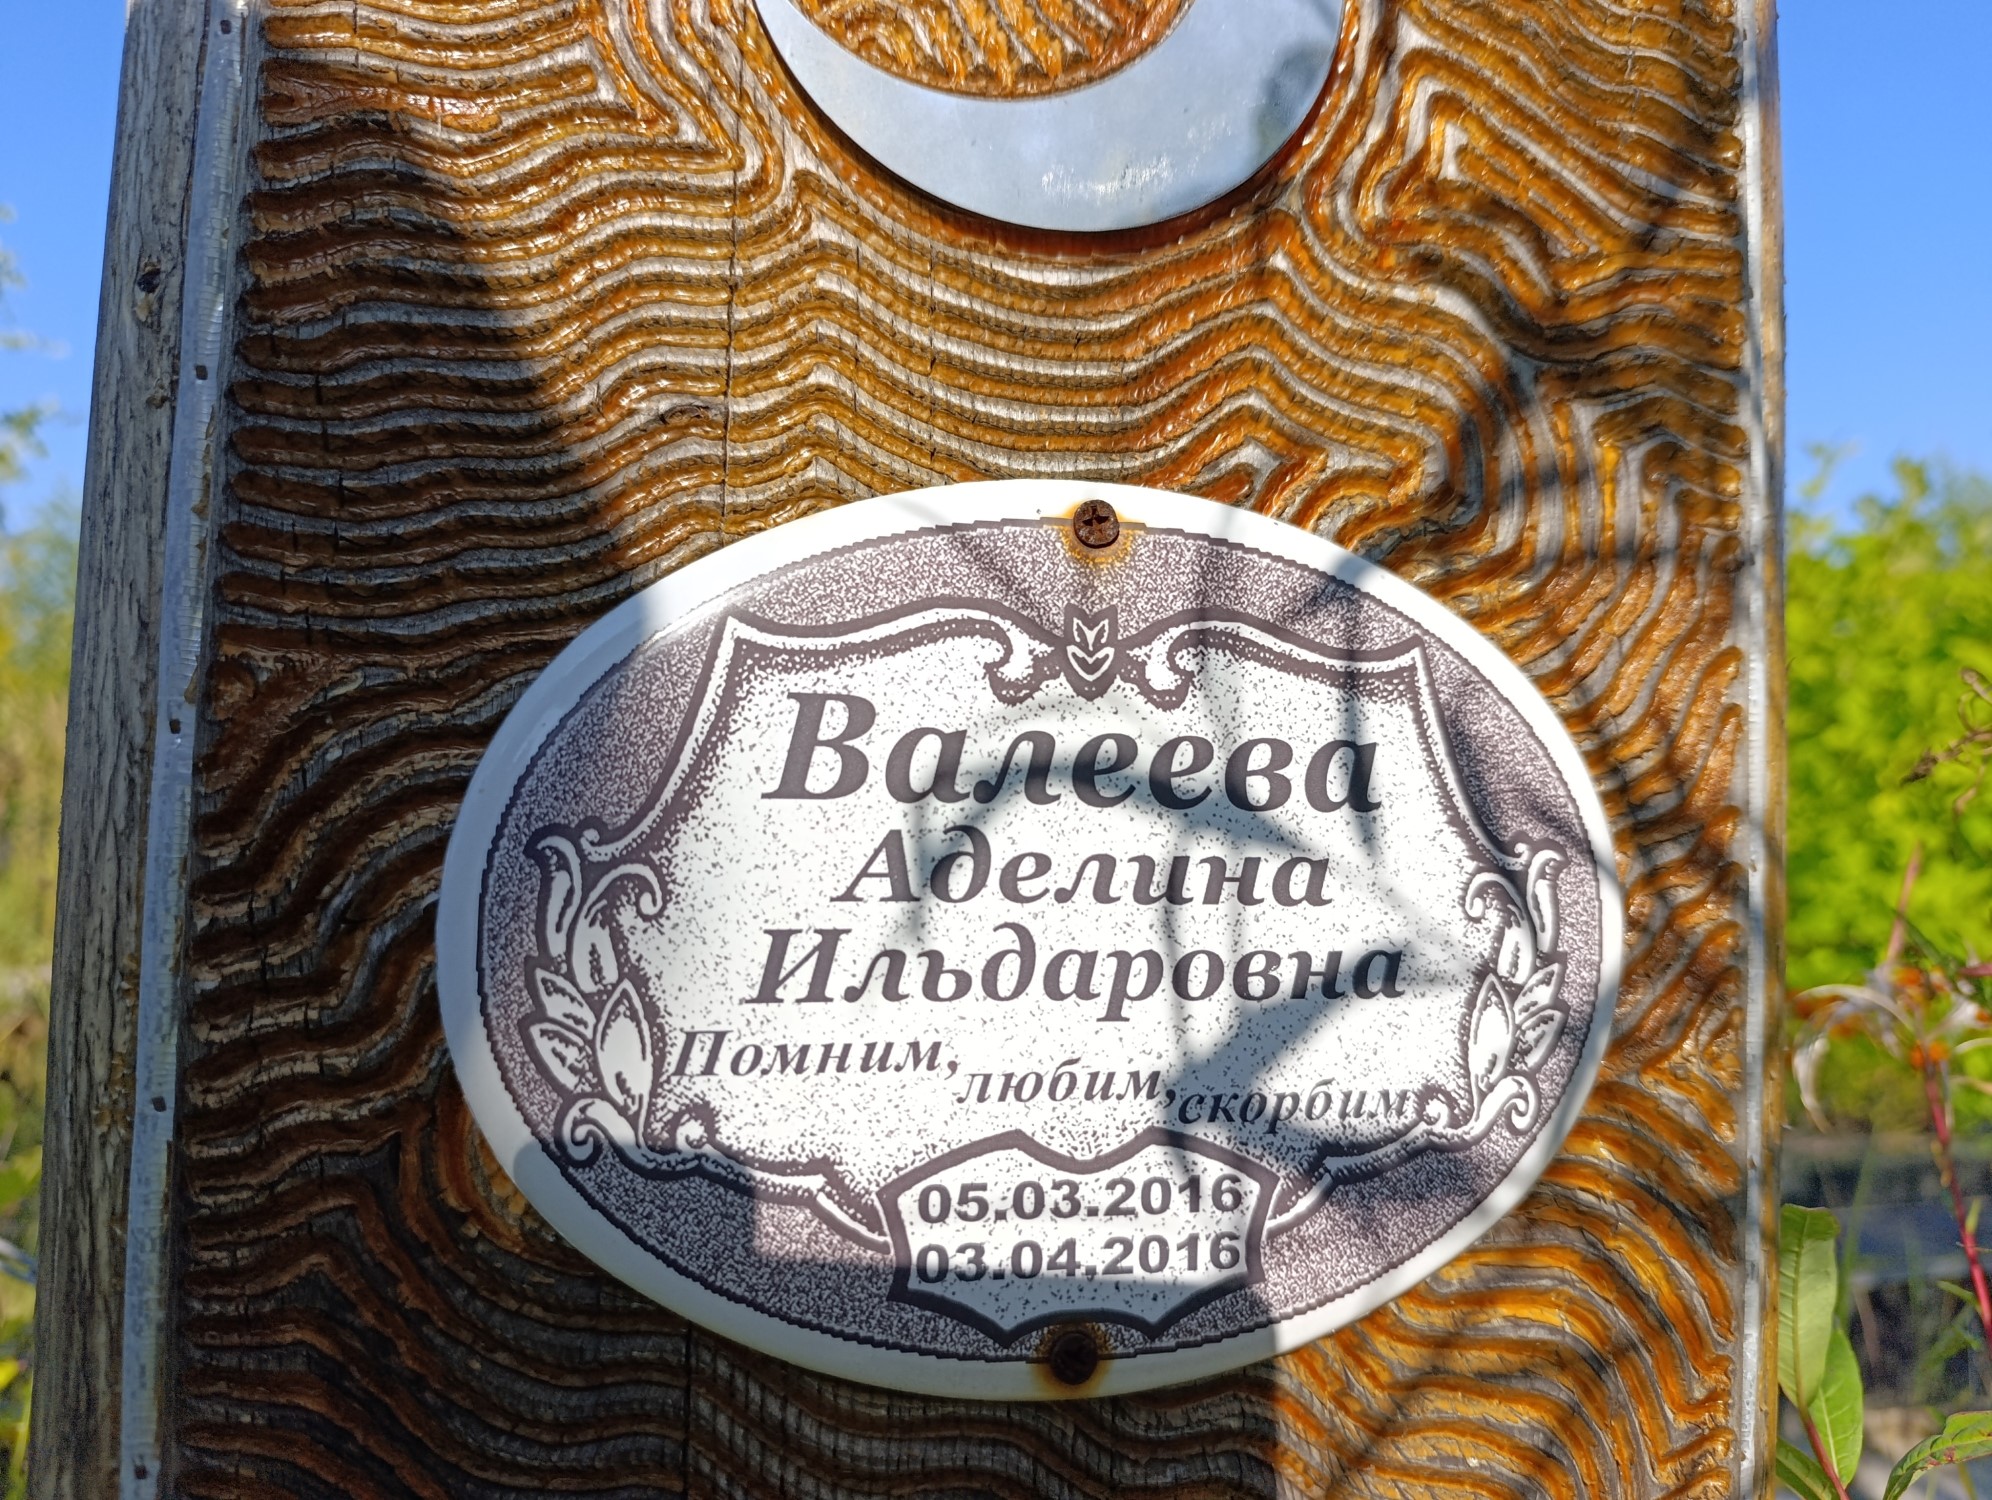 Валеева
Аделина
Ильдаровна
Помним, любим, скорбим
05.03.2016
03.04.2016